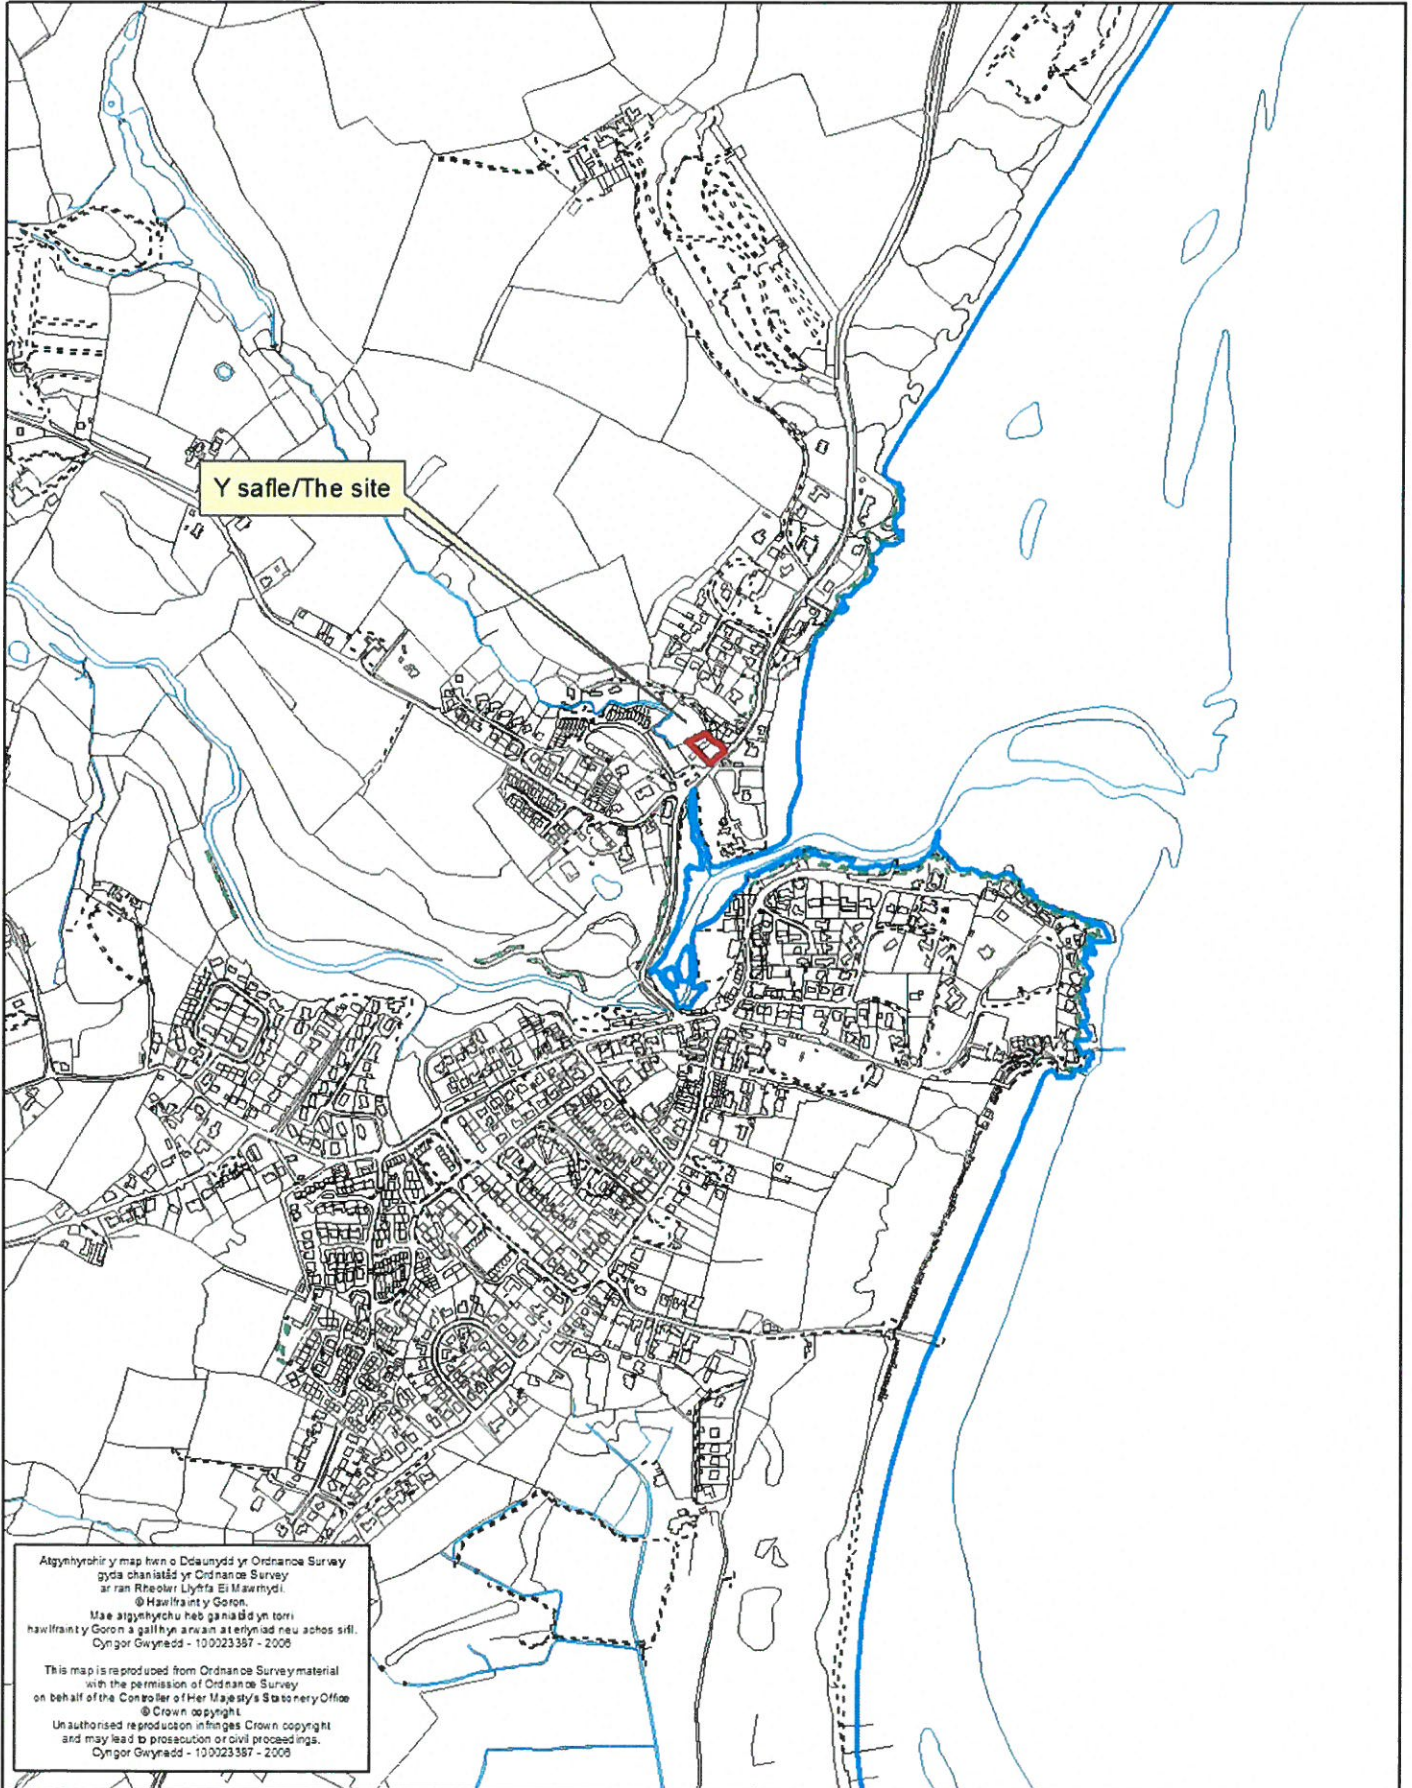 Y safle/The site
Atgynhyrchir y map hwn o Ddeunydd yr Ordnance Survey
gyda chaniatâd yr Ordnance Survey
ar ran Rheolwr Llyfrfa Ei Mawrhydi.
© Hawlfraint y Goron.
Mae atgynhyrchu heb ganiatâd yn torri
hawlfraint y Goron a gall hyn arwain at erlyniad neu achos sifil.
Cyngor Gwynedd - 100023387 - 2006
This map is reproduced from Ordnance Survey material
with the permission of Ordnance Survey
on behalf of the Controller of Her Majesty's Stationery Office
© Crown copyright.
Unauthorised reproduction infringes Crown copyright
and may lead to prosecution or civil proceedings.
Cyngor Gwynedd - 100023387 - 2006